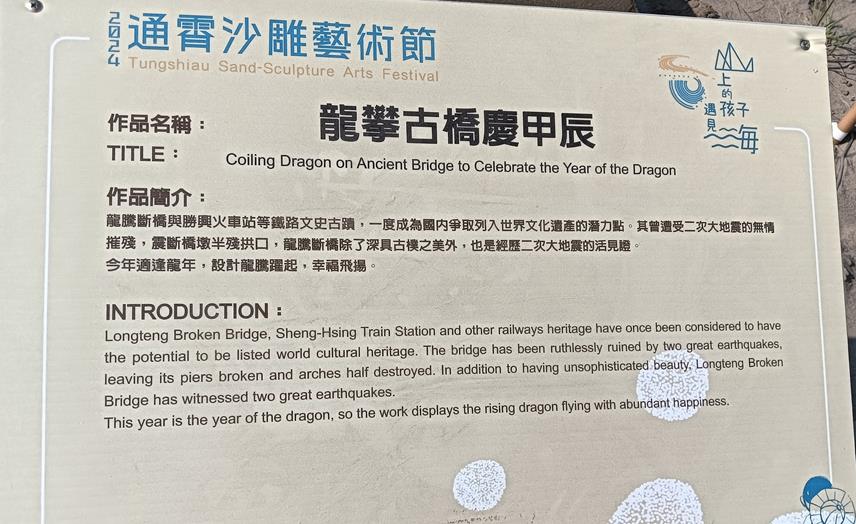 2024 通霄沙雕藝術節
Tungshiau Sand-Sculpture Arts Festival
海上的孩子
遇見海
作品名稱： 龍攀古橋慶甲辰
TITLE： Coiling Dragon on Ancient Bridge to Celebrate the Year of the Dragon
作品簡介：
龍騰斷橋與勝興火車站等鐵路文史古蹟，一度成為國內爭取列入世界文化遺產的潛力點。其曾遭受二次大地震的無情
摧殘，震斷橋墩半殘拱口，龍騰斷橋除了深具古樸之美外，也是經歷二次大地震的活見證。
今年適逢龍年，設計龍騰躍起，幸福飛揚。
INTRODUCTION：
Longteng Broken Bridge, Sheng-Hsing Train Station and other railways heritage have once been considered to have
the potential to be listed world cultural heritage. The bridge has been ruthlessly ruined by two great earthquakes,
leaving its piers broken and arches half destroyed. In addition to having unsophisticated beauty, Longteng Broken
Bridge has witnessed two great earthquakes.
This year is the year of the dragon, so the work displays the rising dragon flying with abundant happiness.